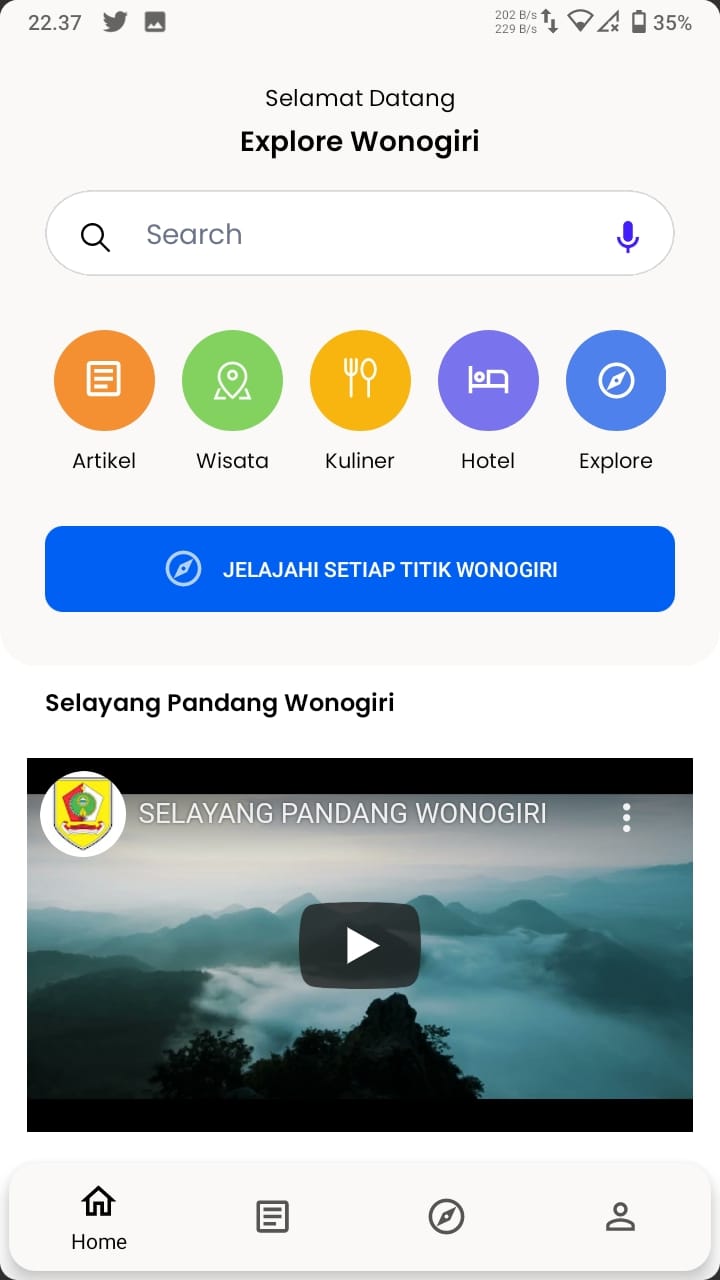 22.37
202 B/s
229 B/s
35%
Selamat Datang
Explore Wonogiri
Search
Artikel Wisata Kuliner Hotel Explore
JELAJAHI SETIAP TITIK WONOGIRI
Selayang Pandang Wonogiri
SELAYANG PANDANG WONOGIRI
Home